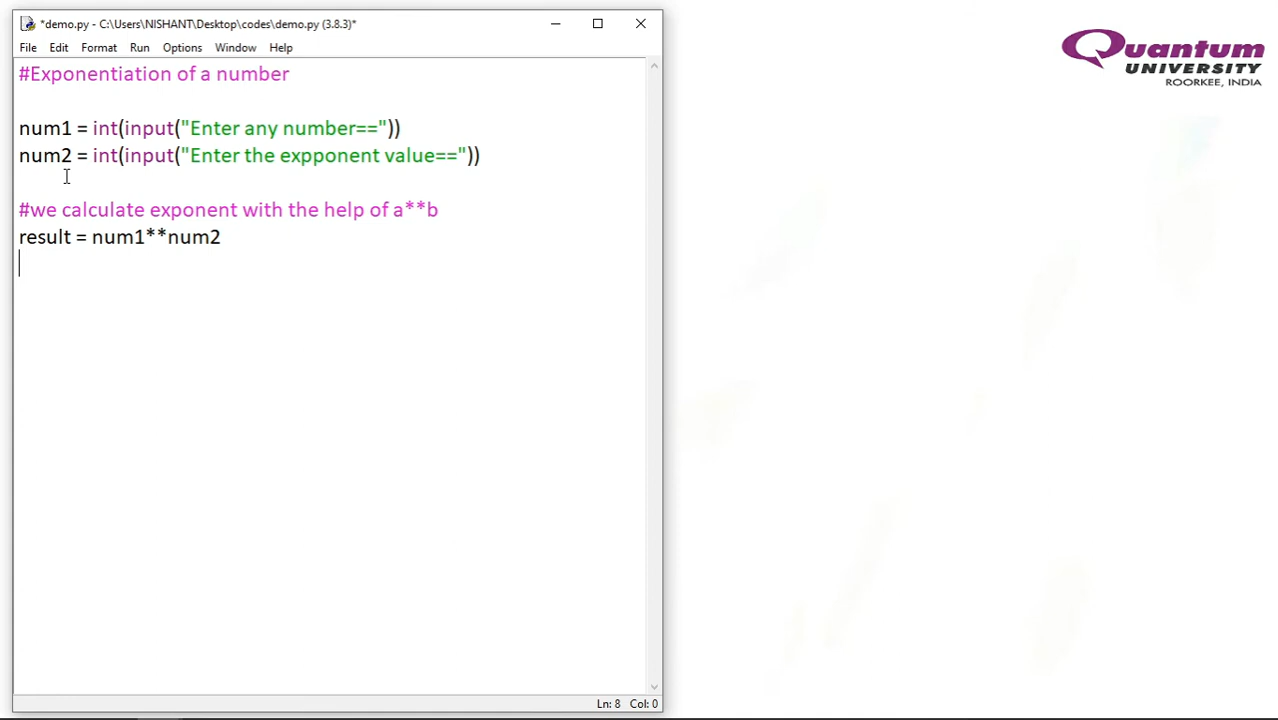 *demo.py - C:\Users\NISHANT\Desktop\codes\demo.py (3.8.3)*
File Edit Format Run Options Window Help
#Exponentiation of a number
num1 = int(input("Enter any number=="))
num2 = int(input("Enter the expponent value=="))
#we calculate exponent with the help of a**b
result = num1**num2
Ln: 8 Col: 0
Quantum
UNIVERSITY
ROORKEE, INDIA